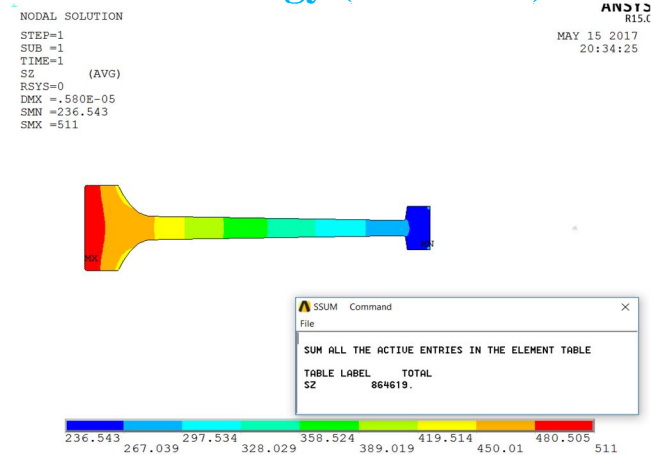 ANSYS
R15.0
NODAL SOLUTION
STEP=1
SUB =1
TIME=1
SZ (AVG)
RSYS=0
DMX =.580E-05
SMN =236.543
SMX =511
MAY 15 2017
20:34:25
MX
MN
SSUM Command
File
SUM ALL THE ACTIVE ENTRIES IN THE ELEMENT TABLE
TABLE LABEL TOTAL
SZ 864619.
236.543 297.534 358.524 419.514 480.505
267.039 328.029 389.019 450.01 511